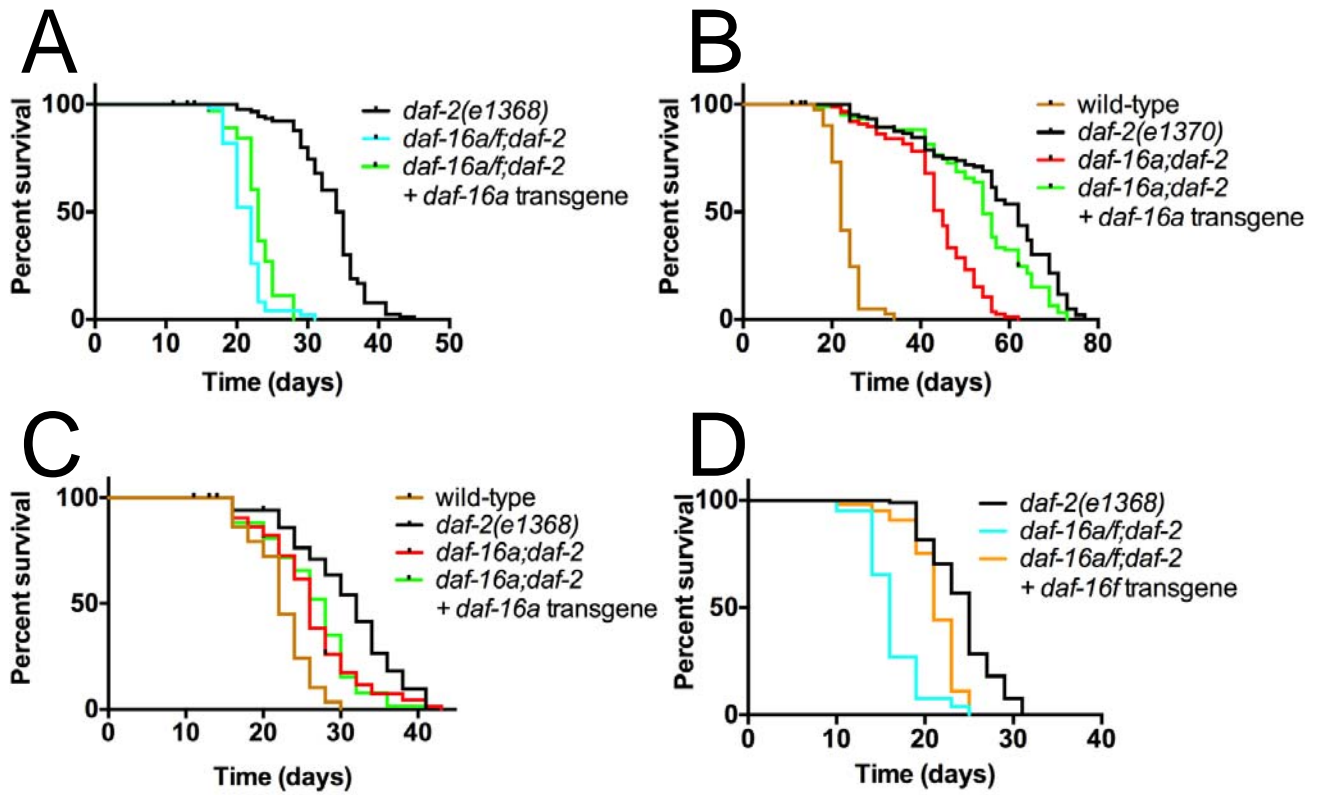 A
Percent survival
100
50
0
0 10 20 30 40 50
Time (days)
daf-2(e1368)
daf-16a/f;daf-2
daf-16a/f;daf-2
+ daf-16a transgene
B
Percent survival
100
50
0
0 20 40 60 80
Time (days)
wild-type
daf-2(e1370)
daf-16a;daf-2
daf-16a;daf-2
+ daf-16a transgene
C
Percent survival
100
50
0
0 10 20 30 40
Time (days)
wild-type
daf-2(e1368)
daf-16a;daf-2
daf-16a;daf-2
+ daf-16a transgene
D
Percent survival
100
50
0
0 10 20 30 40
Time (days)
daf-2(e1368)
daf-16a/f;daf-2
daf-16a/f;daf-2
+ daf-16f transgene